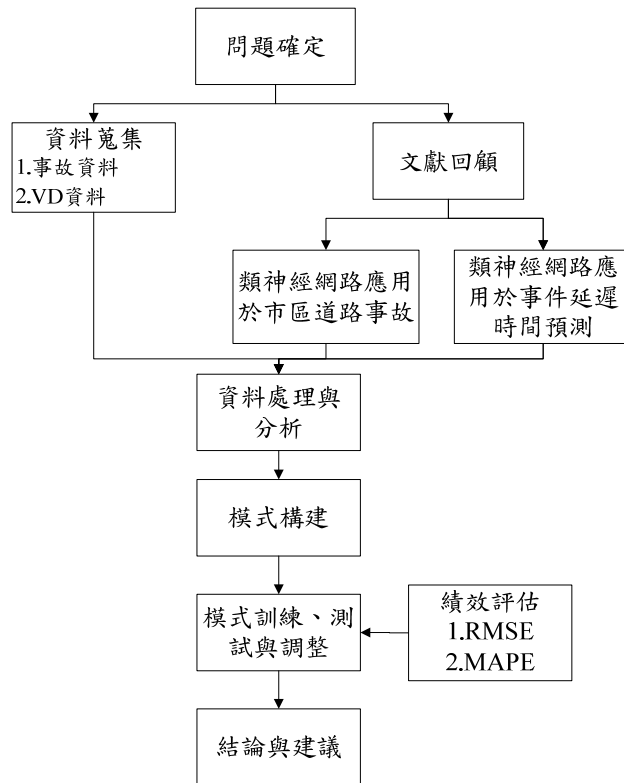 問題確定
資料蒐集
1.事故資料
2.VD資料
文獻回顧
類神經網路應用
於市區道路事故
類神經網路應
用於事件延遲
時間預測
資料處理與
分析
模式構建
模式訓練、測
試與調整
績效評估
1.RMSE
2.MAPE
結論與建議